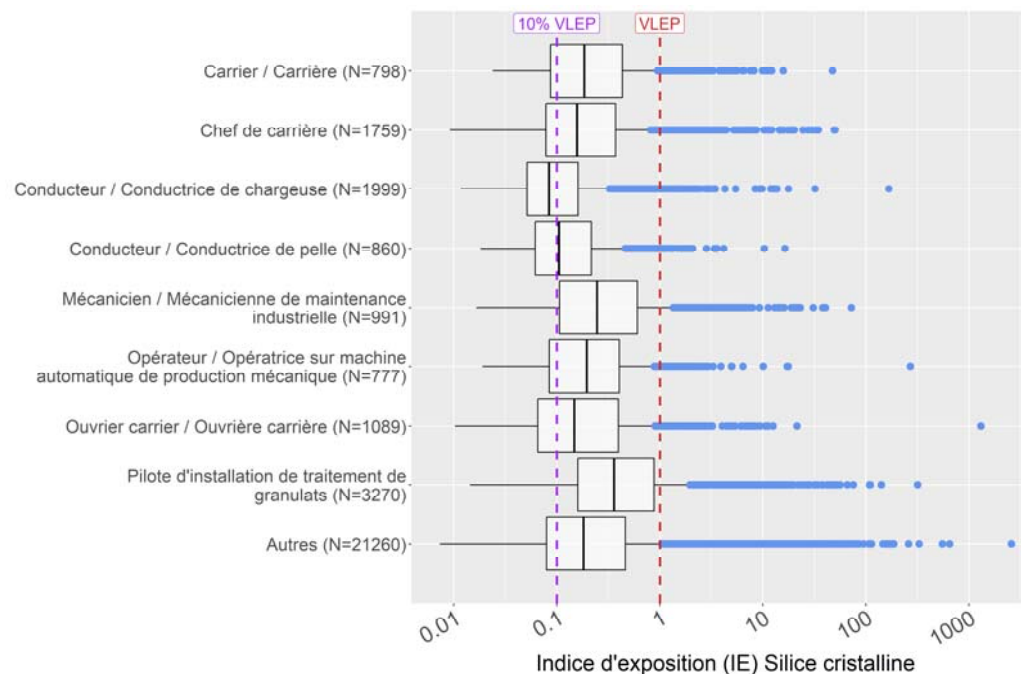 10% VLEP VLEP
Carrier / Carrière (N=798)
Chef de carrière (N=1759)
Conducteur / Conductrice de chargeuse (N=1999)
Conducteur / Conductrice de pelle (N=860)
Mécanicien / Mécanicienne de maintenance
industrielle (N=991)
Opérateur / Opératrice sur machine
automatique de production mécanique (N=777)
Ouvrier carrier / Ouvrière carrière (N=1089)
Pilote d'installation de traitement de
granulats (N=3270)
Autres (N=21260)
0.01 0.1 1 10 100 1000
Indice d'exposition (IE) Silice cristalline